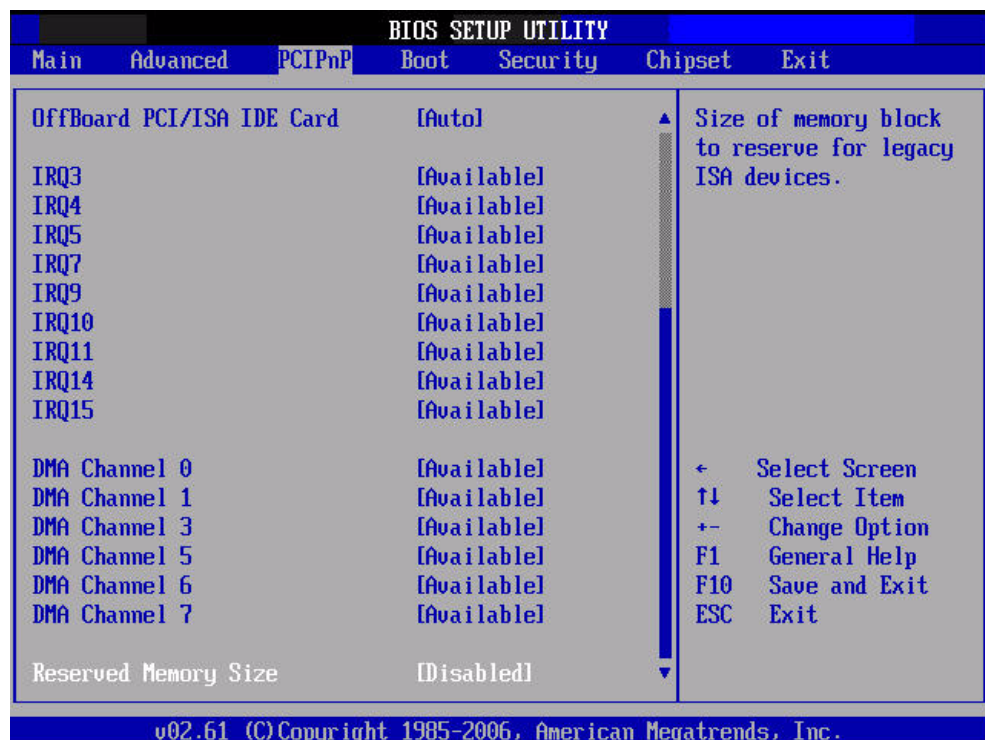 BIOS SETUP UTILITY
Main Advanced PCIPnP Boot Security Chipset Exit
OffBoard PCI/ISA IDE Card [Auto]
IRQ3 [Available]
IRQ4 [Available]
IRQ5 [Available]
IRQ7 [Available]
IRQ9 [Available]
IRQ10 [Available]
IRQ11 [Available]
IRQ14 [Available]
IRQ15 [Available]
DMA Channel 0 [Available]
DMA Channel 1 [Available]
DMA Channel 3 [Available]
DMA Channel 5 [Available]
DMA Channel 6 [Available]
DMA Channel 7 [Available]
Reserved Memory Size [Disabled]
Size of memory block
to reserve for legacy
ISA devices.
← Select Screen
↑↓ Select Item
+- Change Option
F1 General Help
F10 Save and Exit
ESC Exit
v02.61 (C)Copyright 1985-2006, American Megatrends, Inc.